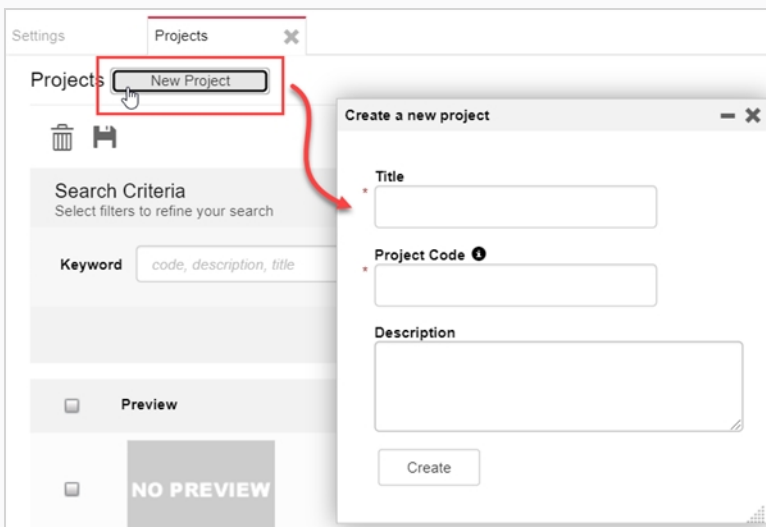 Settings
Projects
Projects
New Project
Search Criteria
Select filters to refine your search
Keyword
code, description, title
Preview
NO PREVIEW
Create a new project
* Title
* Project Code
Description
Create